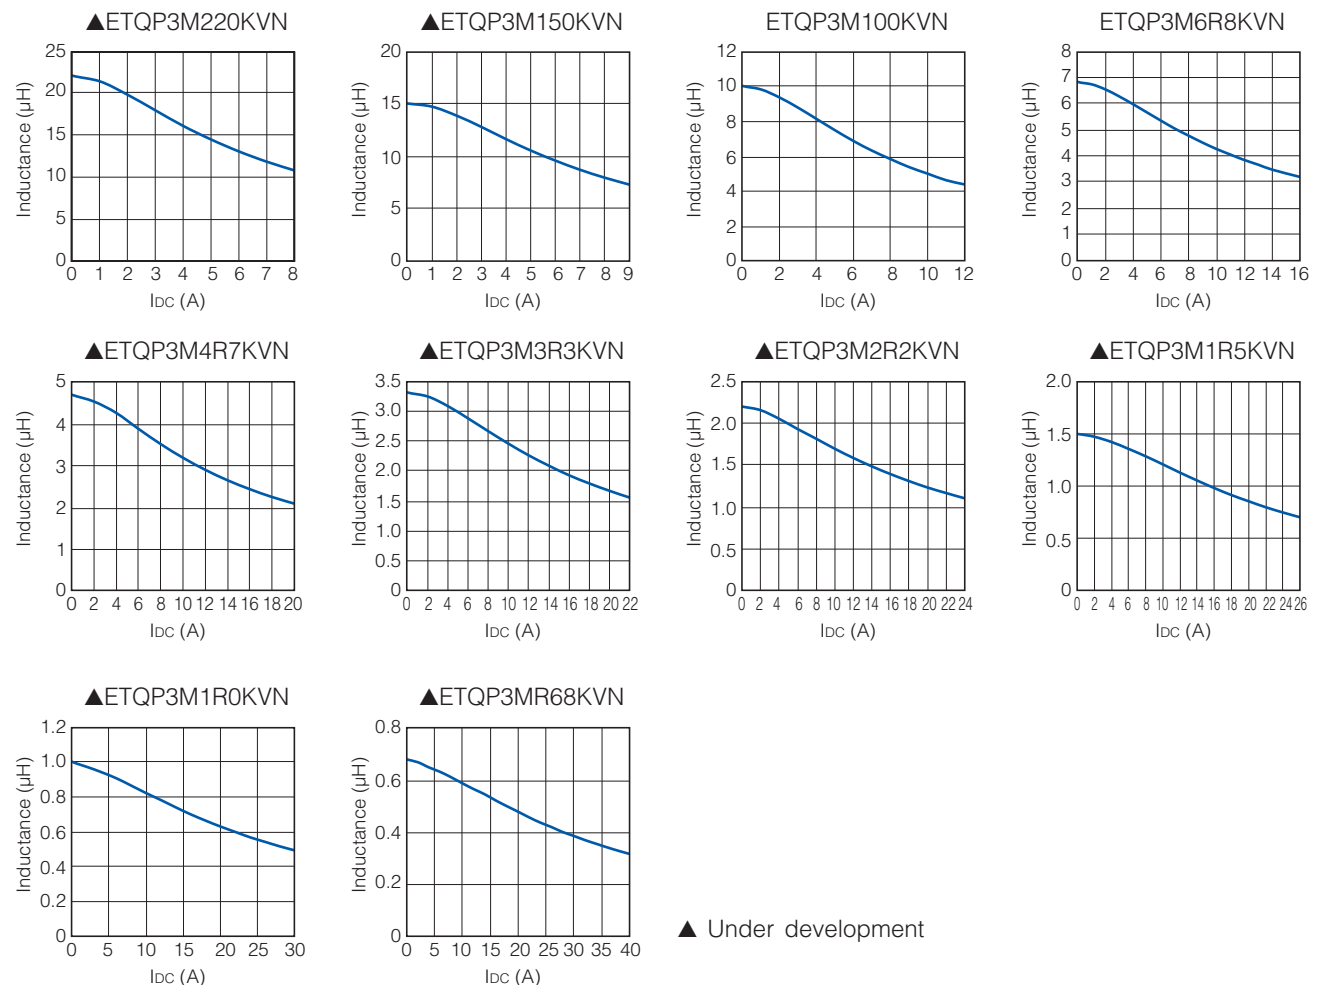 ▲ETQP3M220KVN
25
20
15
10
5
0
Inductance (μH)
0 1 2 3 4 5 6 7 8
IDC (A)
▲ETQP3M150KVN
20
15
10
5
0
Inductance (μH)
0 1 2 3 4 5 6 7 8 9
IDC (A)
ETQP3M100KVN
12
10
8
6
4
2
0
Inductance (μH)
0 2 4 6 8 10 12
IDC (A)
ETQP3M6R8KVN
8
7
6
5
4
3
2
1
0
Inductance (μH)
0 2 4 6 8 10 12 14 16
IDC (A)
▲ETQP3M4R7KVN
5
4
3
2
1
0
Inductance (μH)
0 2 4 6 8 10 12 14 16 18 20
IDC (A)
▲ETQP3M3R3KVN
3.5
3.0
2.5
2.0
1.5
1.0
0.5
0
Inductance (μH)
0 2 4 6 8 10 12 14 16 18 20 22
IDC (A)
▲ETQP3M2R2KVN
2.5
2.0
1.5
1.0
0.5
0
Inductance (μH)
0 2 4 6 8 10 12 14 16 18 20 22 24
IDC (A)
▲ETQP3M1R5KVN
2.0
1.5
1.0
0.5
0
Inductance (μH)
0 2 4 6 8 10 12 14 16 18 20 22 24 26
IDC (A)
▲ETQP3M1R0KVN
1.2
1.0
0.8
0.6
0.4
0.2
0
Inductance (μH)
0 5 10 15 20 25 30
IDC (A)
▲ETQP3MR68KVN
0.8
0.6
0.4
0.2
0
Inductance (μH)
0 5 10 15 20 25 30 35 40
IDC (A)
▲ Under development